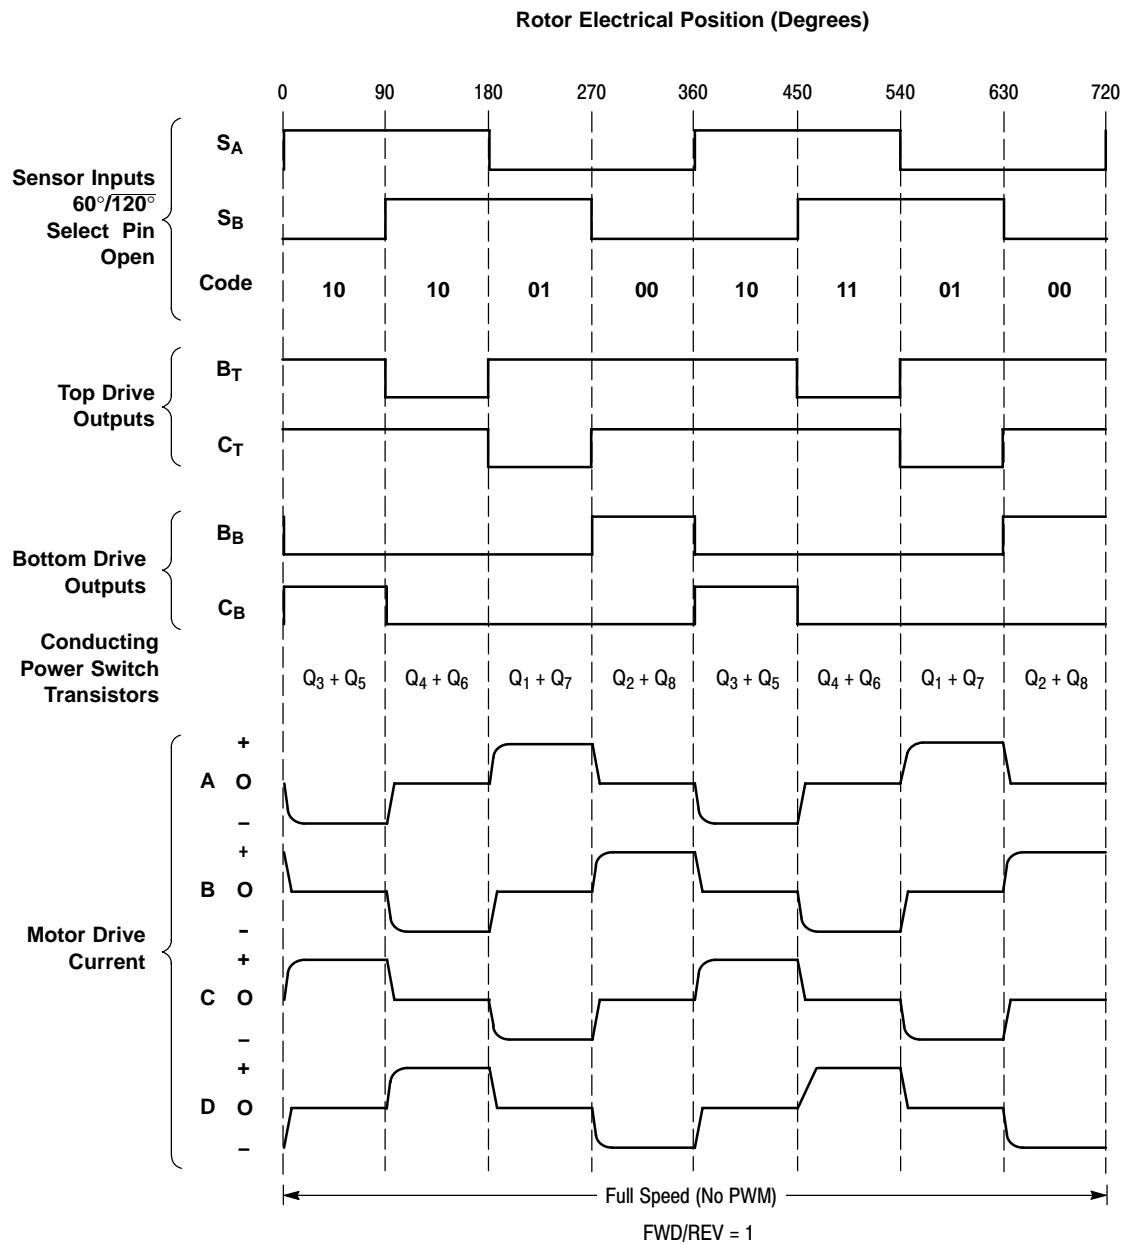 Rotor Electrical Position (Degrees)
0 90 180 270 360 450 540 630 720
Sensor Inputs
60°/120°
Select Pin
Open
SA
SB
Code 10 10 01 00 10 11 01 00
Top Drive
Outputs
BT
CT
Bottom Drive
Outputs
BB
CB
Conducting
Power Switch
Transistors
Q3 + Q5 Q4 + Q6 Q1 + Q7 Q2 + Q8 Q3 + Q5 Q4 + Q6 Q1 + Q7 Q2 + Q8
Motor Drive
Current
+
A O
–
+
B O
–
+
C O
–
+
D O
–
Full Speed (No PWM)
FWD/REV = 1